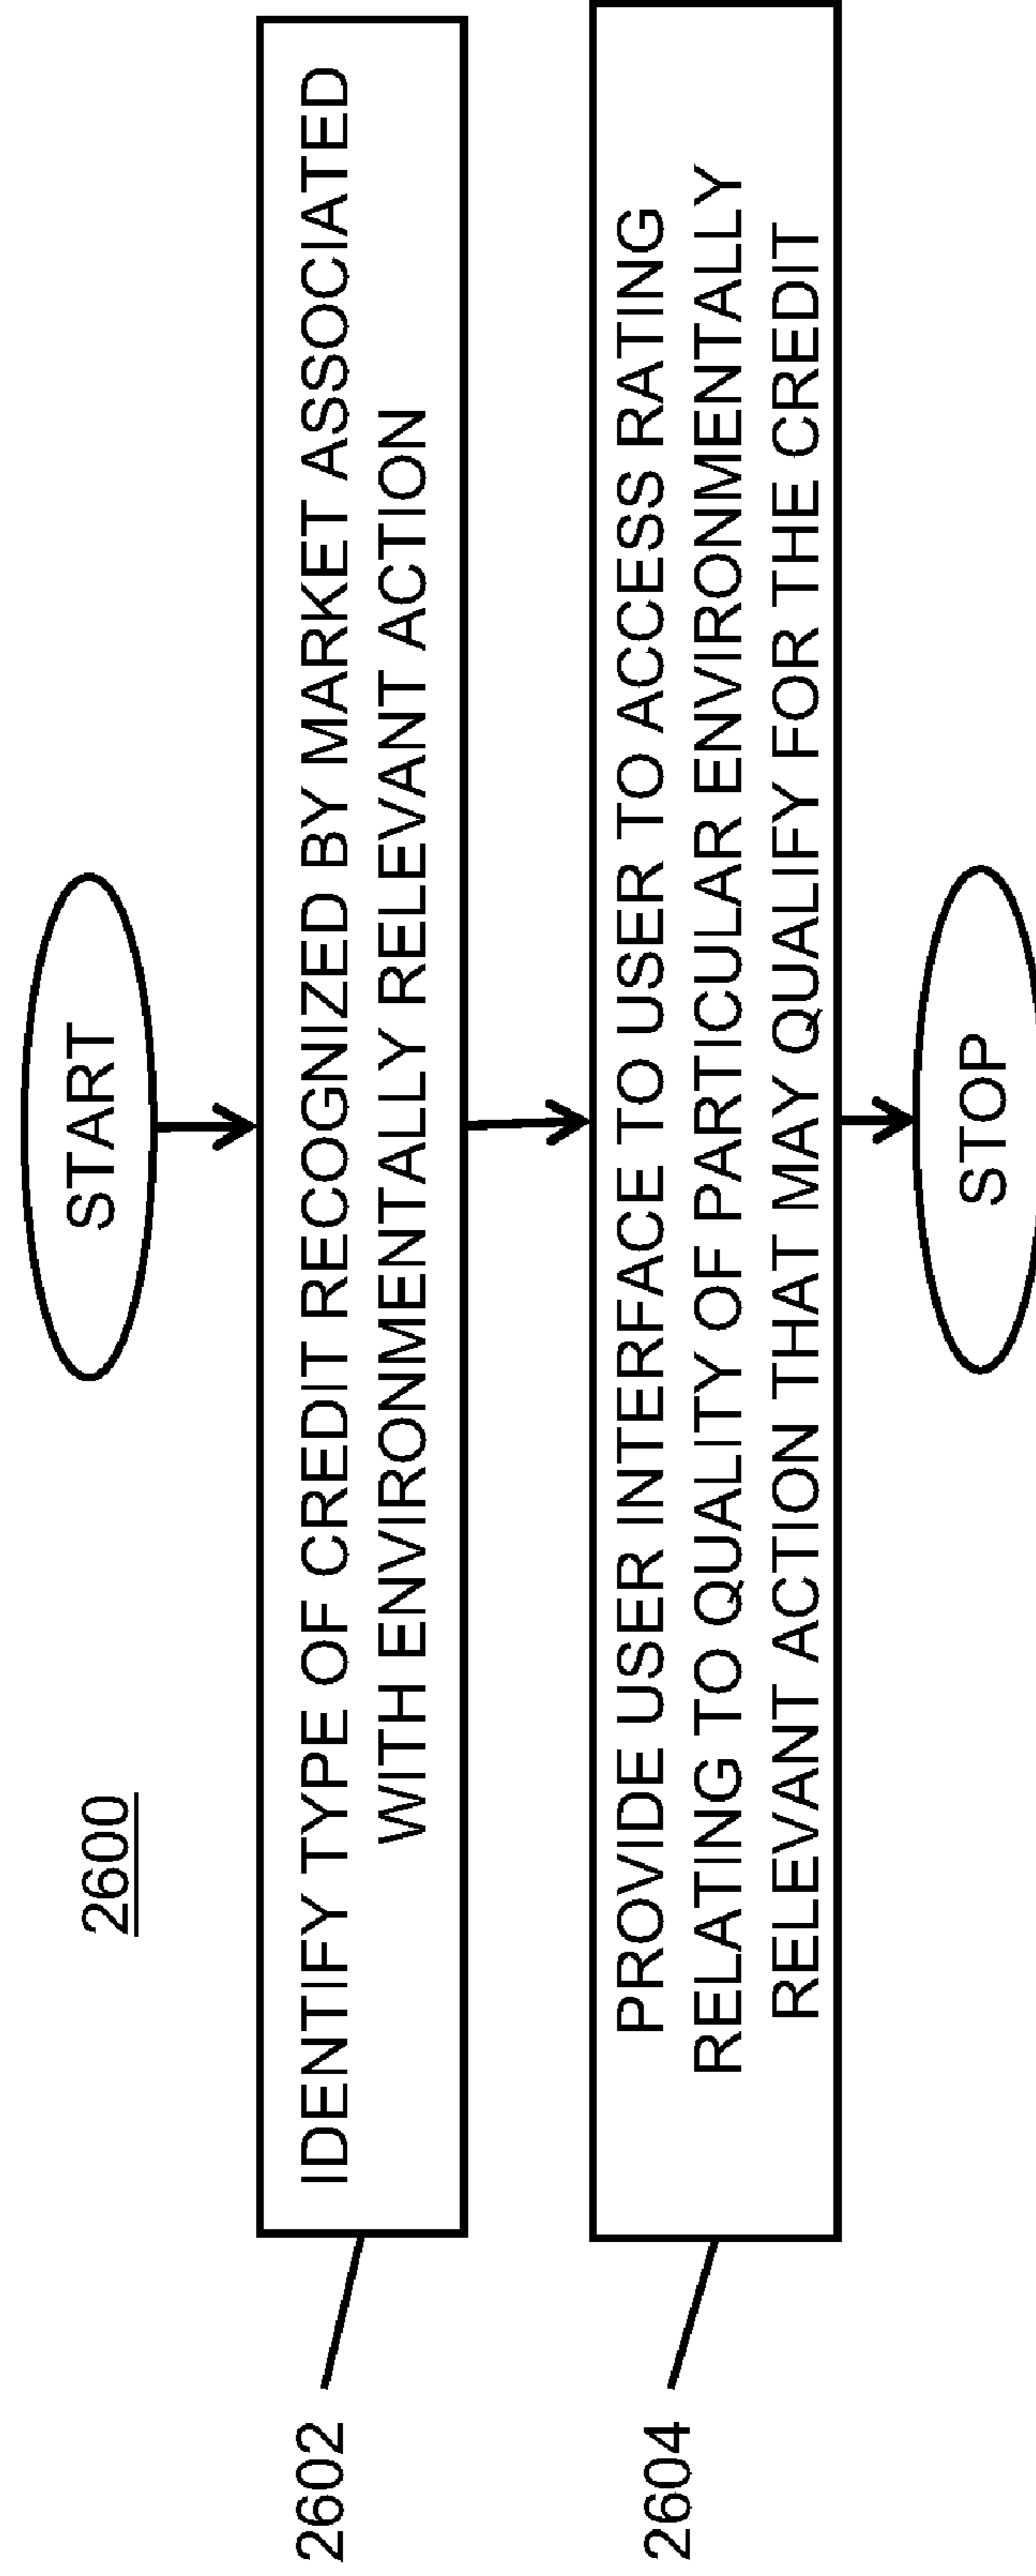 2600
START
2602
IDENTIFY TYPE OF CREDIT RECOGNIZED BY MARKET ASSOCIATED
WITH ENVIRONMENTALLY RELEVANT ACTION
2604
PROVIDE USER INTERFACE TO USER TO ACCESS RATING
RELATING TO QUALITY OF PARTICULAR ENVIRONMENTALLY
RELEVANT ACTION THAT MAY QUALIFY FOR THE CREDIT
STOP